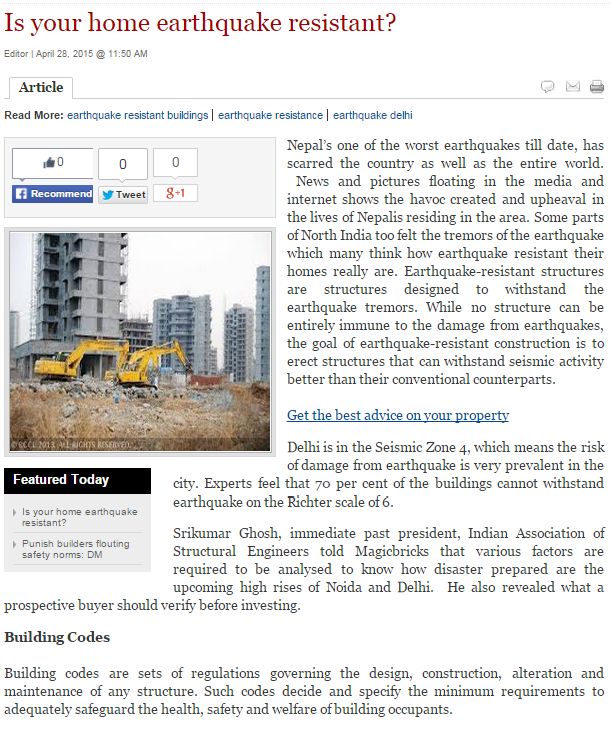 Is your home earthquake resistant?
Editor | April 28, 2015 @ 11:50 AM
Article
Read More: earthquake resistant buildings | earthquake resistance | earthquake delhi
0
0
0
Recommend
Tweet
g+1
Nepal's one of the worst earthquakes till date, has
scarred the country as well as the entire world.
News and pictures floating in the media and
internet shows the havoc created and upheaval in
the lives of Nepalis residing in the area. Some parts
of North India too felt the tremors of the earthquake
which many think how earthquake resistant their
homes really are. Earthquake-resistant structures
are structures designed to withstand the
earthquake tremors. While no structure can be
entirely immune to the damage from earthquakes,
the goal of earthquake-resistant construction is to
erect structures that can withstand seismic activity
better than their conventional counterparts.
© BCCL 2013. ALL RIGHTS RESERVED.
Get the best advice on your property
Delhi is in the Seismic Zone 4, which means the risk
of damage from earthquake is very prevalent in the
city. Experts feel that 70 per cent of the buildings cannot withstand
earthquake on the Richter scale of 6.
Featured Today
Is your home earthquake
resistant?
Punish builders flouting
safety norms: DM
Srikumar Ghosh, immediate past president, Indian Association of
Structural Engineers told Magicbricks that various factors are
required to be analysed to know how disaster prepared are the
upcoming high rises of Noida and Delhi. He also revealed what a
prospective buyer should verify before investing.
Building Codes
Building codes are sets of regulations governing the design, construction, alteration and
maintenance of any structure. Such codes decide and specify the minimum requirements to
adequately safeguard the health, safety and welfare of building occupants.